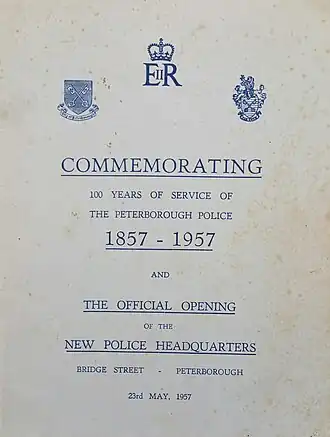 EIIR
COMMEMORATING
100 YEARS OF SERVICE OF
THE PETERBOROUGH POLICE
1857 - 1957
AND
THE OFFICIAL OPENING
OF THE
NEW POLICE HEADQUARTERS
BRIDGE STREET - PETERBOROUGH
23rd MAY, 1957